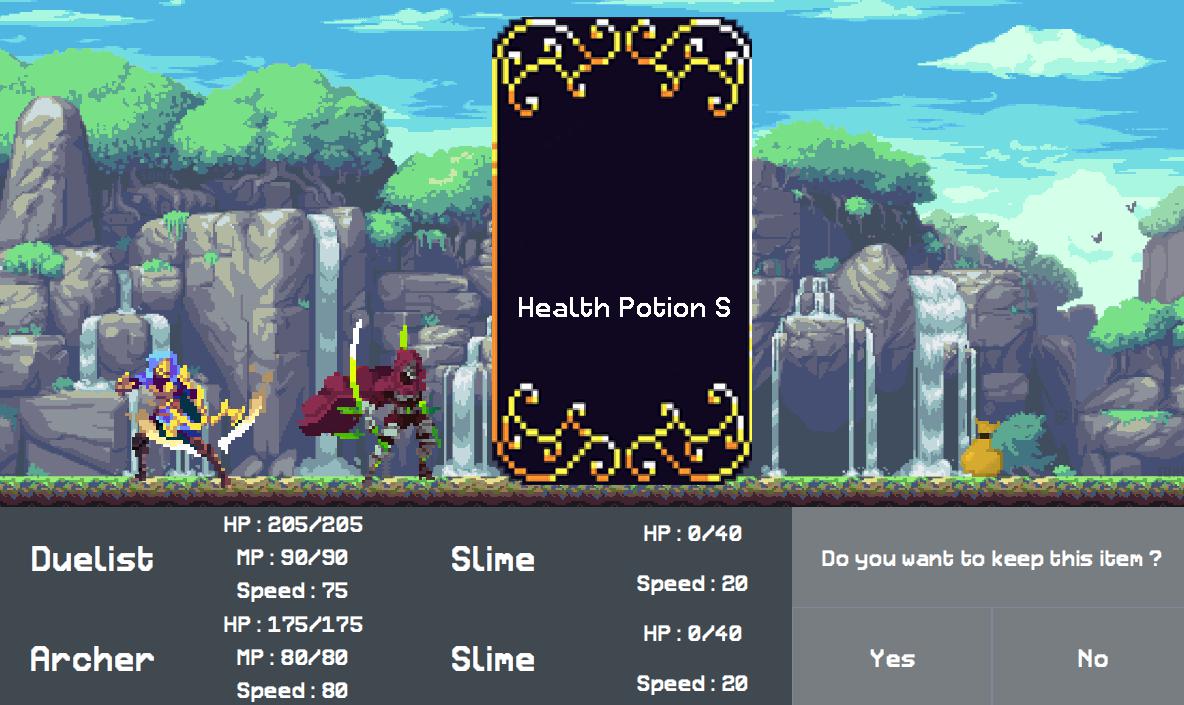 Health Potion S
Duelist
HP : 205/205
MP : 90/90
Speed : 75
Archer
HP : 175/175
MP : 80/80
Speed : 80
Slime
HP : 0/40
Speed : 20
Slime
HP : 0/40
Speed : 20
Do you want to keep this item ?
Yes
No